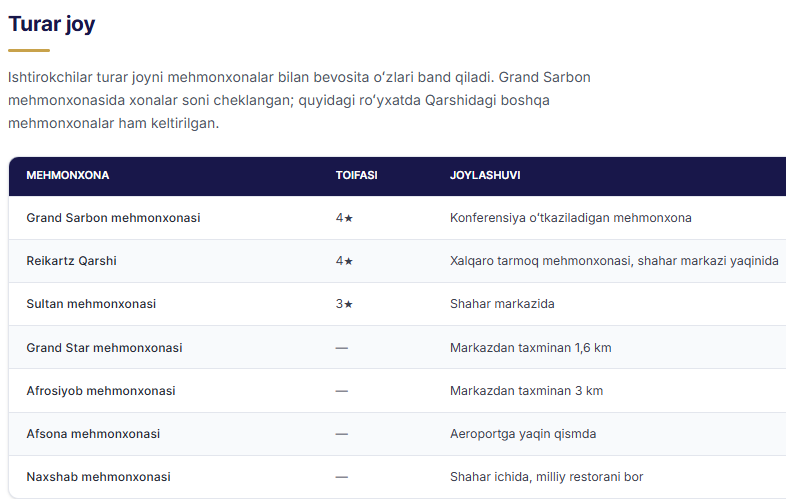 Turar joy
Ishtirokchilar turar joyni mehmonxonalar bilan bevosita oʻzlari band qiladi. Grand Sarbon
mehmonxonasida xonalar soni cheklangan; quyidagi roʻyxatda Qarshidagi boshqa
mehmonxonalar ham keltirilgan.
MEHMONXONA TOIFASI JOYLASHUVI
Grand Sarbon mehmonxonasi 4★ Konferensiya oʻtkaziladigan mehmonxona
Reikartz Qarshi 4★ Xalqaro tarmoq mehmonxonasi, shahar markazi yaqinida
Sultan mehmonxonasi 3★ Shahar markazida
Grand Star mehmonxonasi — Markazdan taxminan 1,6 km
Afrosiyob mehmonxonasi — Markazdan taxminan 3 km
Afsona mehmonxonasi — Aeroportga yaqin qismda
Naxshab mehmonxonasi — Shahar ichida, milliy restorani bor